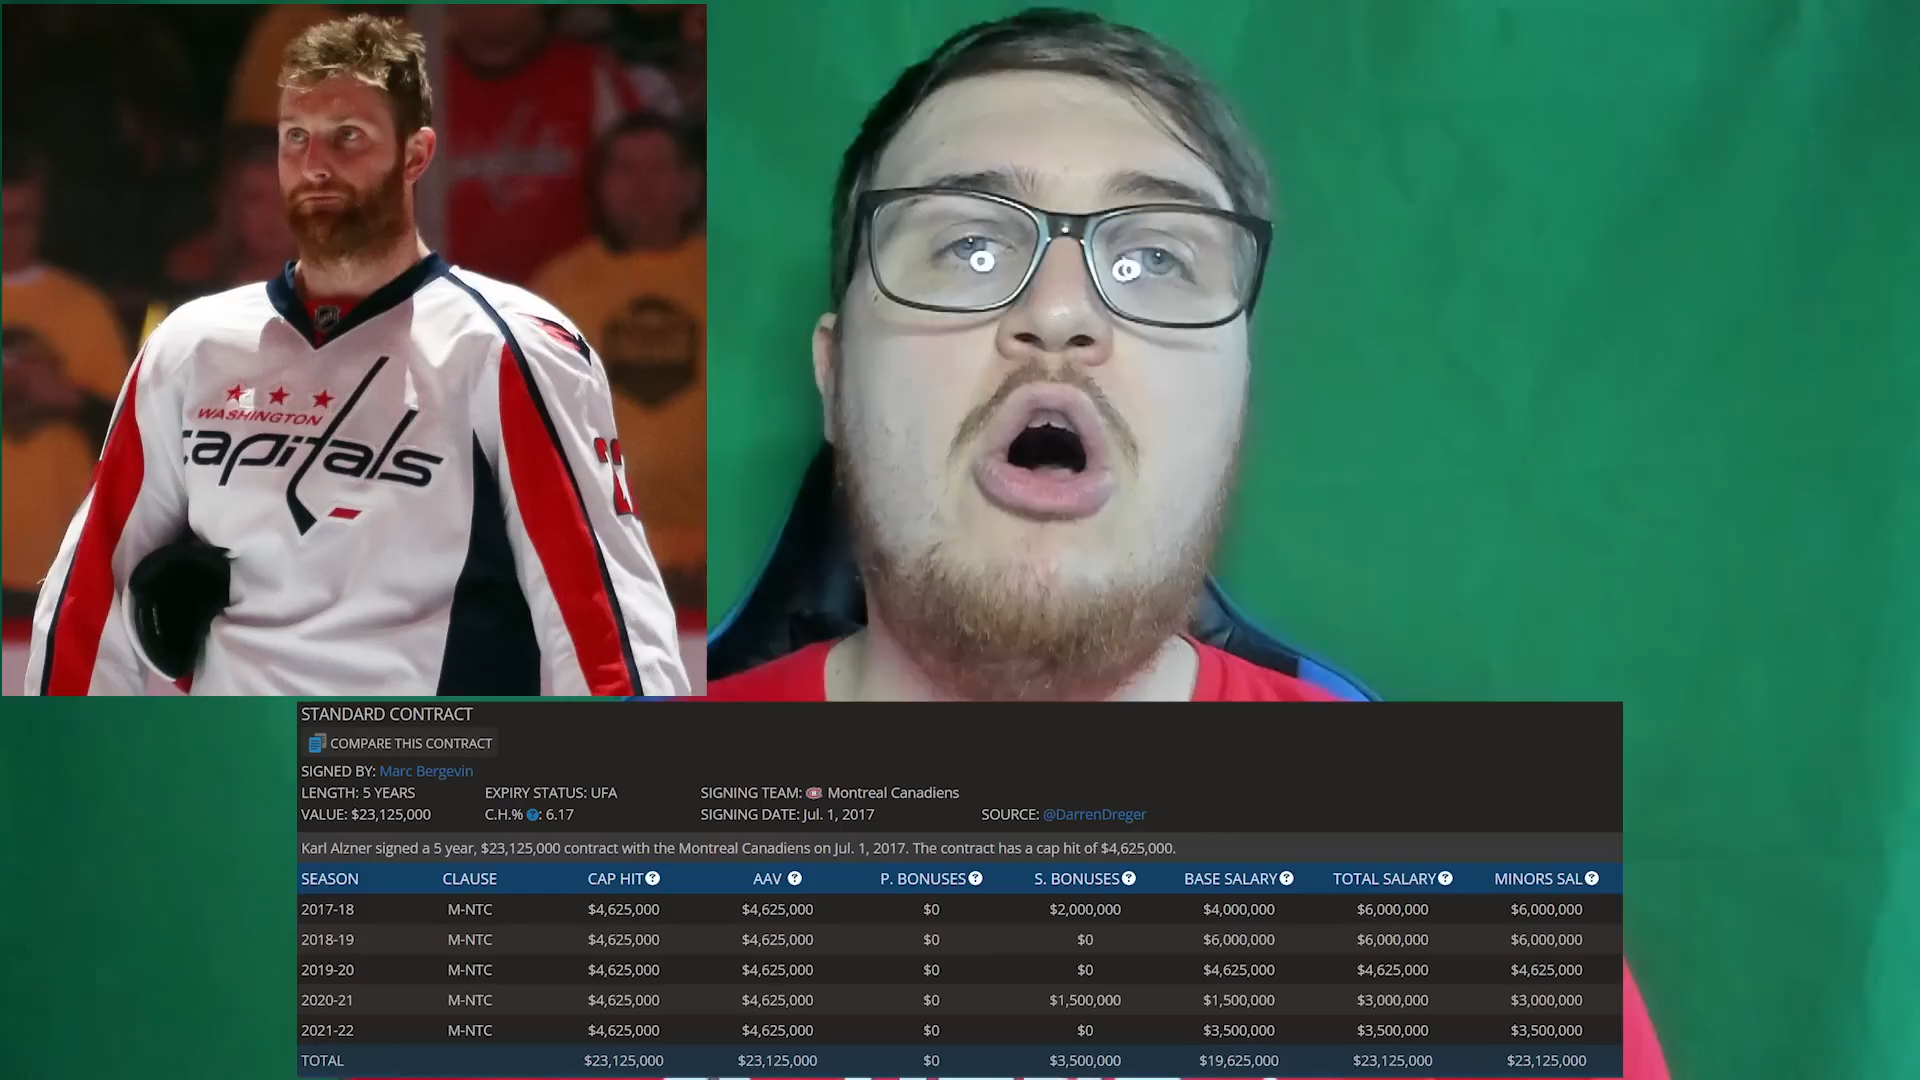 WASHINGTON
capitals
STANDARD CONTRACT
COMPARE THIS CONTRACT
SIGNED BY: Marc Bergevin
LENGTH: 5 YEARS EXPIRY STATUS: UFA SIGNING TEAM: Montreal Canadiens
VALUE: $23,125,000 C.H.% ?: 6.17 SIGNING DATE: Jul. 1, 2017 SOURCE: @DarrenDreger
Karl Alzner signed a 5 year, $23,125,000 contract with the Montreal Canadiens on Jul. 1, 2017. The contract has a cap hit of $4,625,000.
SEASON CLAUSE CAP HIT? AAV ? P. BONUSES? S. BONUSES? BASE SALARY? TOTAL SALARY? MINORS SAL?
2017-18 M-NTC $4,625,000 $4,625,000 $0 $2,000,000 $4,000,000 $6,000,000 $6,000,000
2018-19 M-NTC $4,625,000 $4,625,000 $0 $0 $6,000,000 $6,000,000 $6,000,000
2019-20 M-NTC $4,625,000 $4,625,000 $0 $0 $4,625,000 $4,625,000 $4,625,000
2020-21 M-NTC $4,625,000 $4,625,000 $0 $1,500,000 $1,500,000 $3,000,000 $3,000,000
2021-22 M-NTC $4,625,000 $4,625,000 $0 $0 $3,500,000 $3,500,000 $3,500,000
TOTAL $23,125,000 $23,125,000 $0 $3,500,000 $19,625,000 $23,125,000 $23,125,000